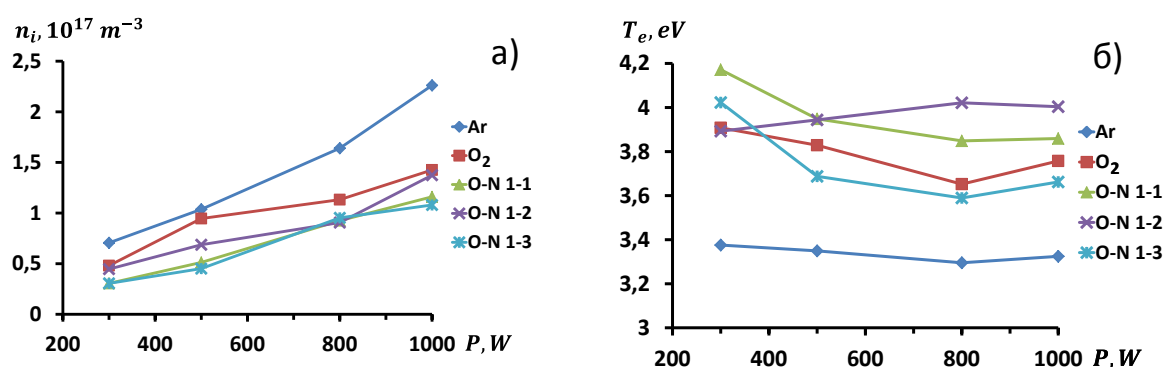 n_i, 10^17 m^-3
а)
2,5
2
1,5
1
0,5
0
200
400
600
800
1000
P, W
Ar
O₂
O-N 1-1
O-N 1-2
O-N 1-3
T_e, eV
б)
4,2
4
3,8
3,6
3,4
3,2
3
200
400
600
800
1000
P, W
Ar
O₂
O-N 1-1
O-N 1-2
O-N 1-3